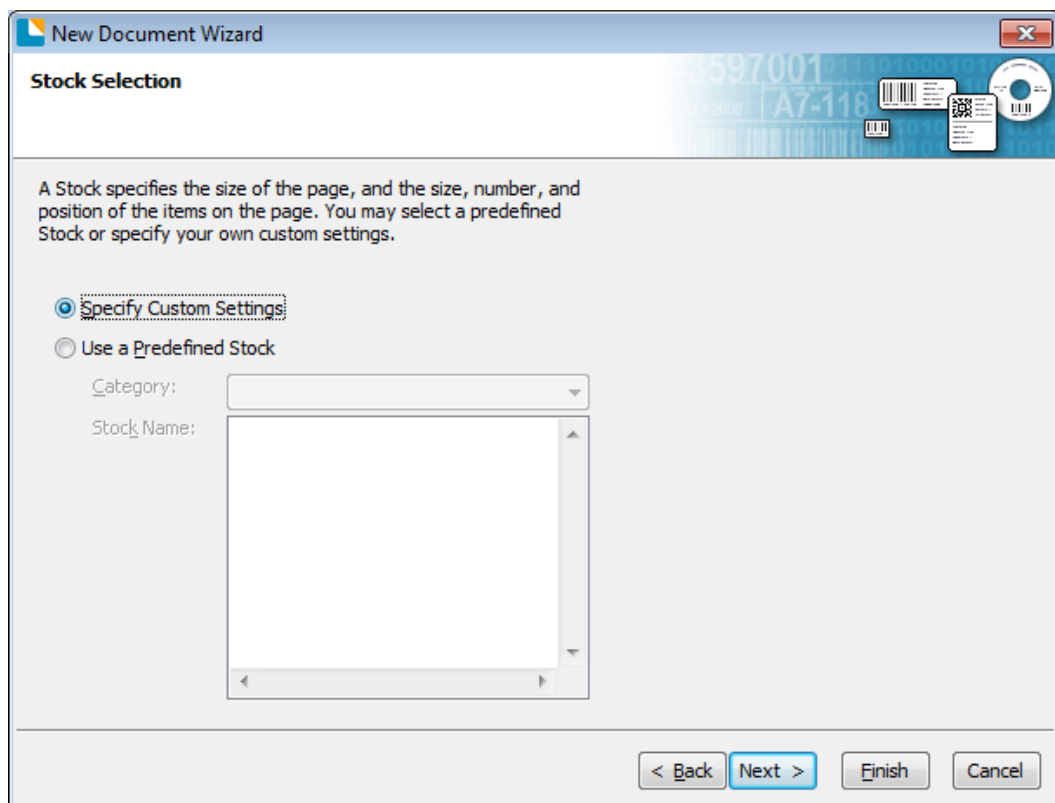 New Document Wizard
Stock Selection
3597001
A7-118
A Stock specifies the size of the page, and the size, number, and
position of the items on the page. You may select a predefined
Stock or specify your own custom settings.
Specify Custom Settings
Use a Predefined Stock
Category:
Stock Name:
< Back Next > Finish Cancel